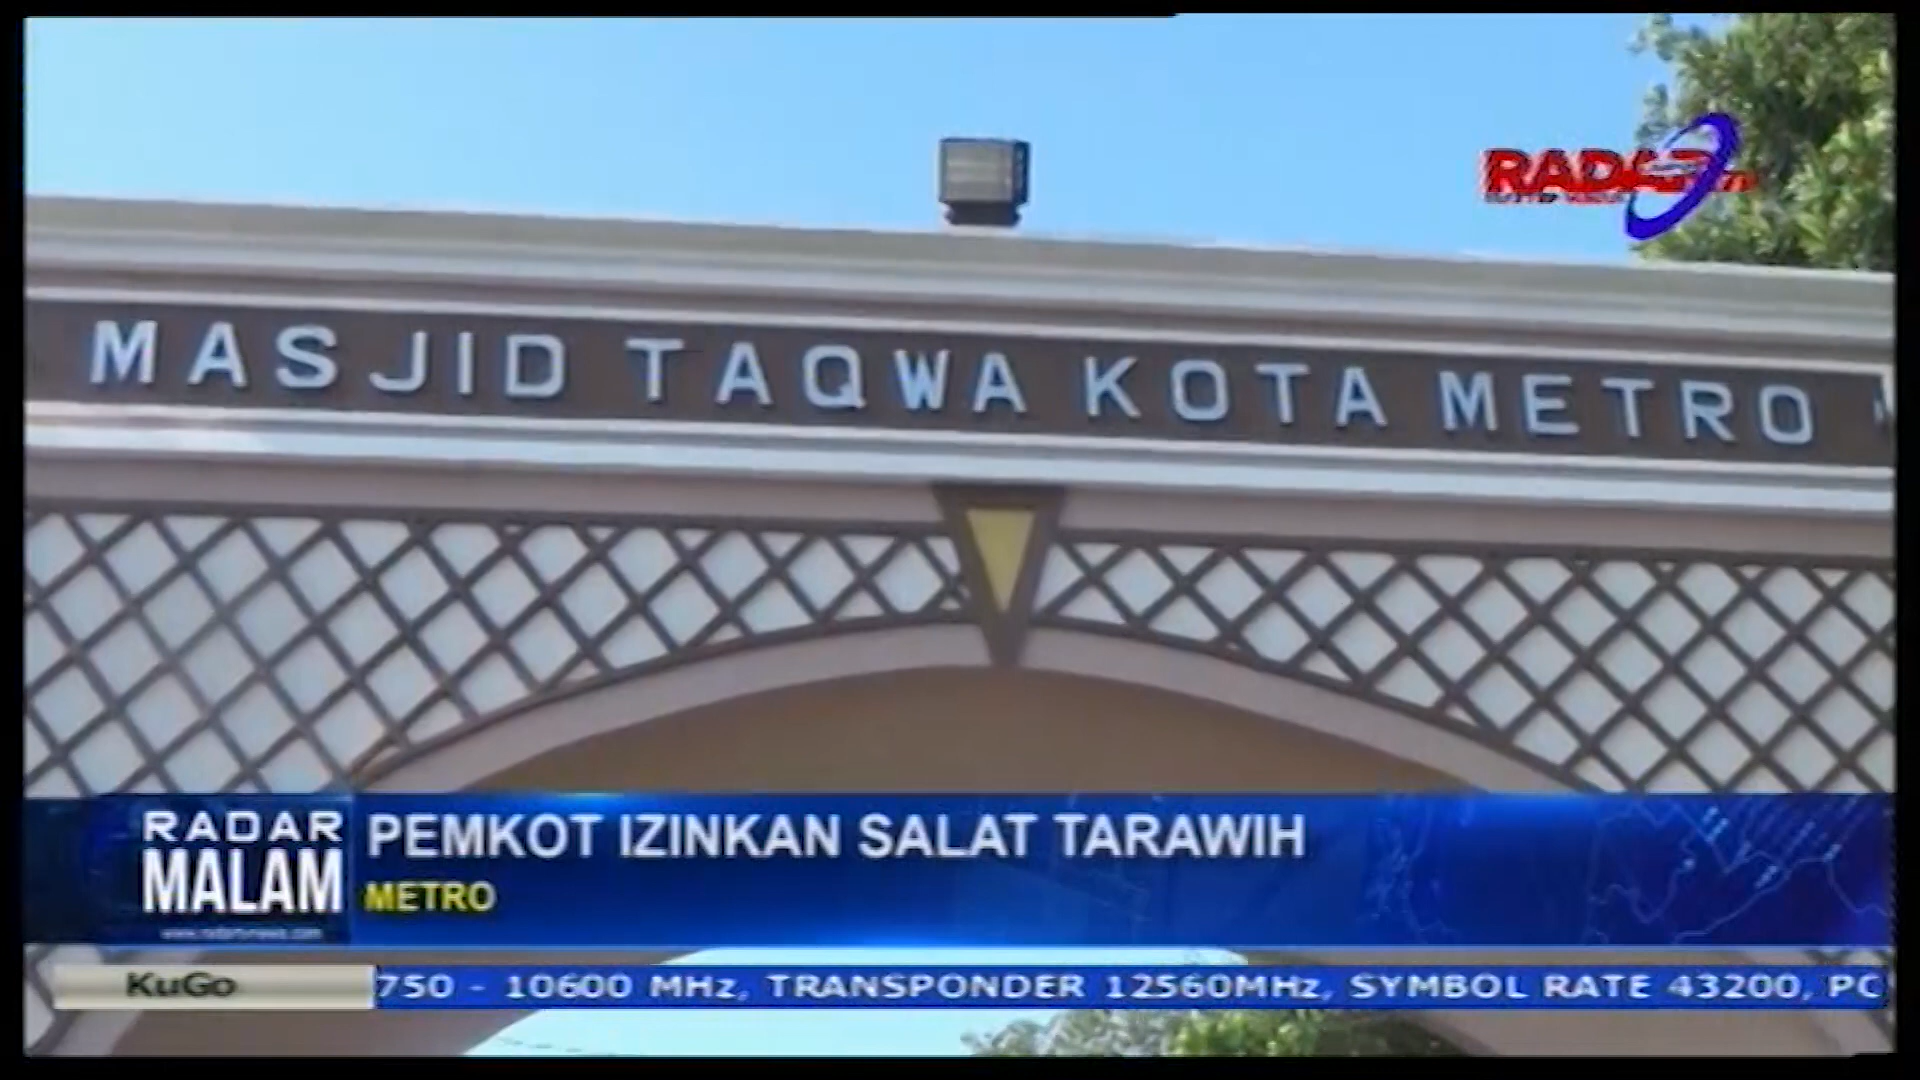 RADAR
MASJID TAQWA KOTA METRO
RADAR
MALAM
PEMKOT IZINKAN SALAT TARAWIH
METRO
KuGo
750 - 10600 MHz, TRANSPONDER 12560MHz, SYMBOL RATE 43200, PC